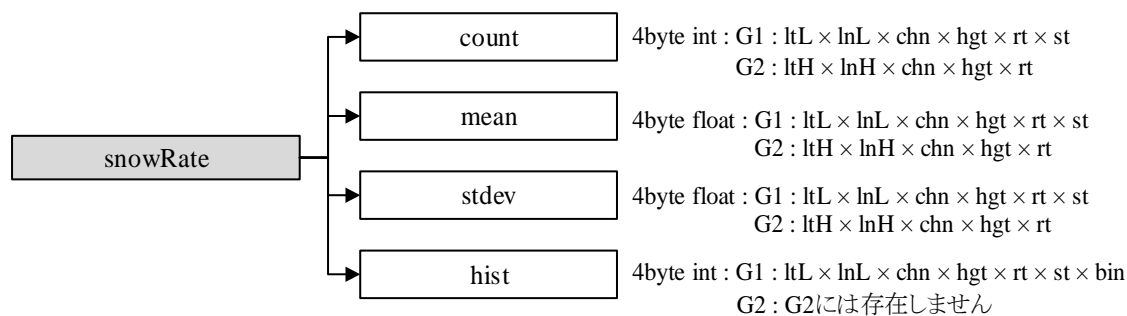 snowRate
count
4byte int : G1 : ltL × lnL × chn × hgt × rt × st
G2 : ltH × lnH × chn × hgt × rt
mean
4byte float : G1 : ltL × lnL × chn × hgt × rt × st
G2 : ltH × lnH × chn × hgt × rt
stdev
4byte float : G1 : ltL × lnL × chn × hgt × rt × st
G2 : ltH × lnH × chn × hgt × rt
hist
4byte int : G1 : ltL × lnL × chn × hgt × rt × st × bin
G2 : G2には存在しません